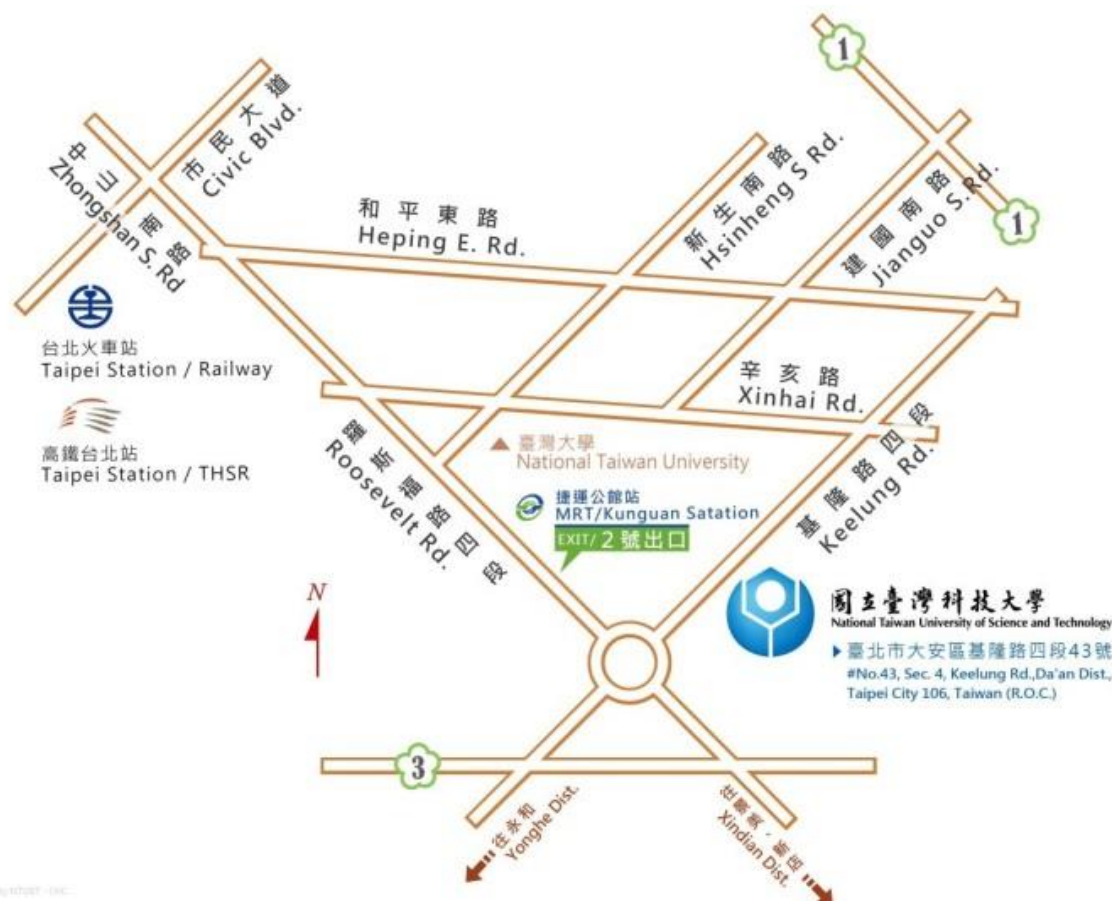 1
市民大道
Civic Blvd.
中山南路
Zhongshan S. Rd
和平東路
Heping E. Rd.
新生南路
Hsinheng S Rd.
建國南路
Jianguo S. Rd.
1
台北火車站
Taipei Station / Railway
高鐵台北站
Taipei Station / THSR
辛亥路
Xinhai Rd.
羅斯福路四段
Roosevelt Rd.
臺灣大學
National Taiwan University
捷運公館站
MRT/Kunguan Satation
EXIT/ 2 號出口
基隆路四段
Keelung Rd.
N
國立臺灣科技大學
National Taiwan University of Science and Technology
臺北市大安區基隆路四段43號
#No.43, Sec. 4, Keelung Rd.,Da'an Dist.,
Taipei City 106, Taiwan (R.O.C.)
3
往永和
Yonghe Dist.
往景美．新店
Xindian Dist.